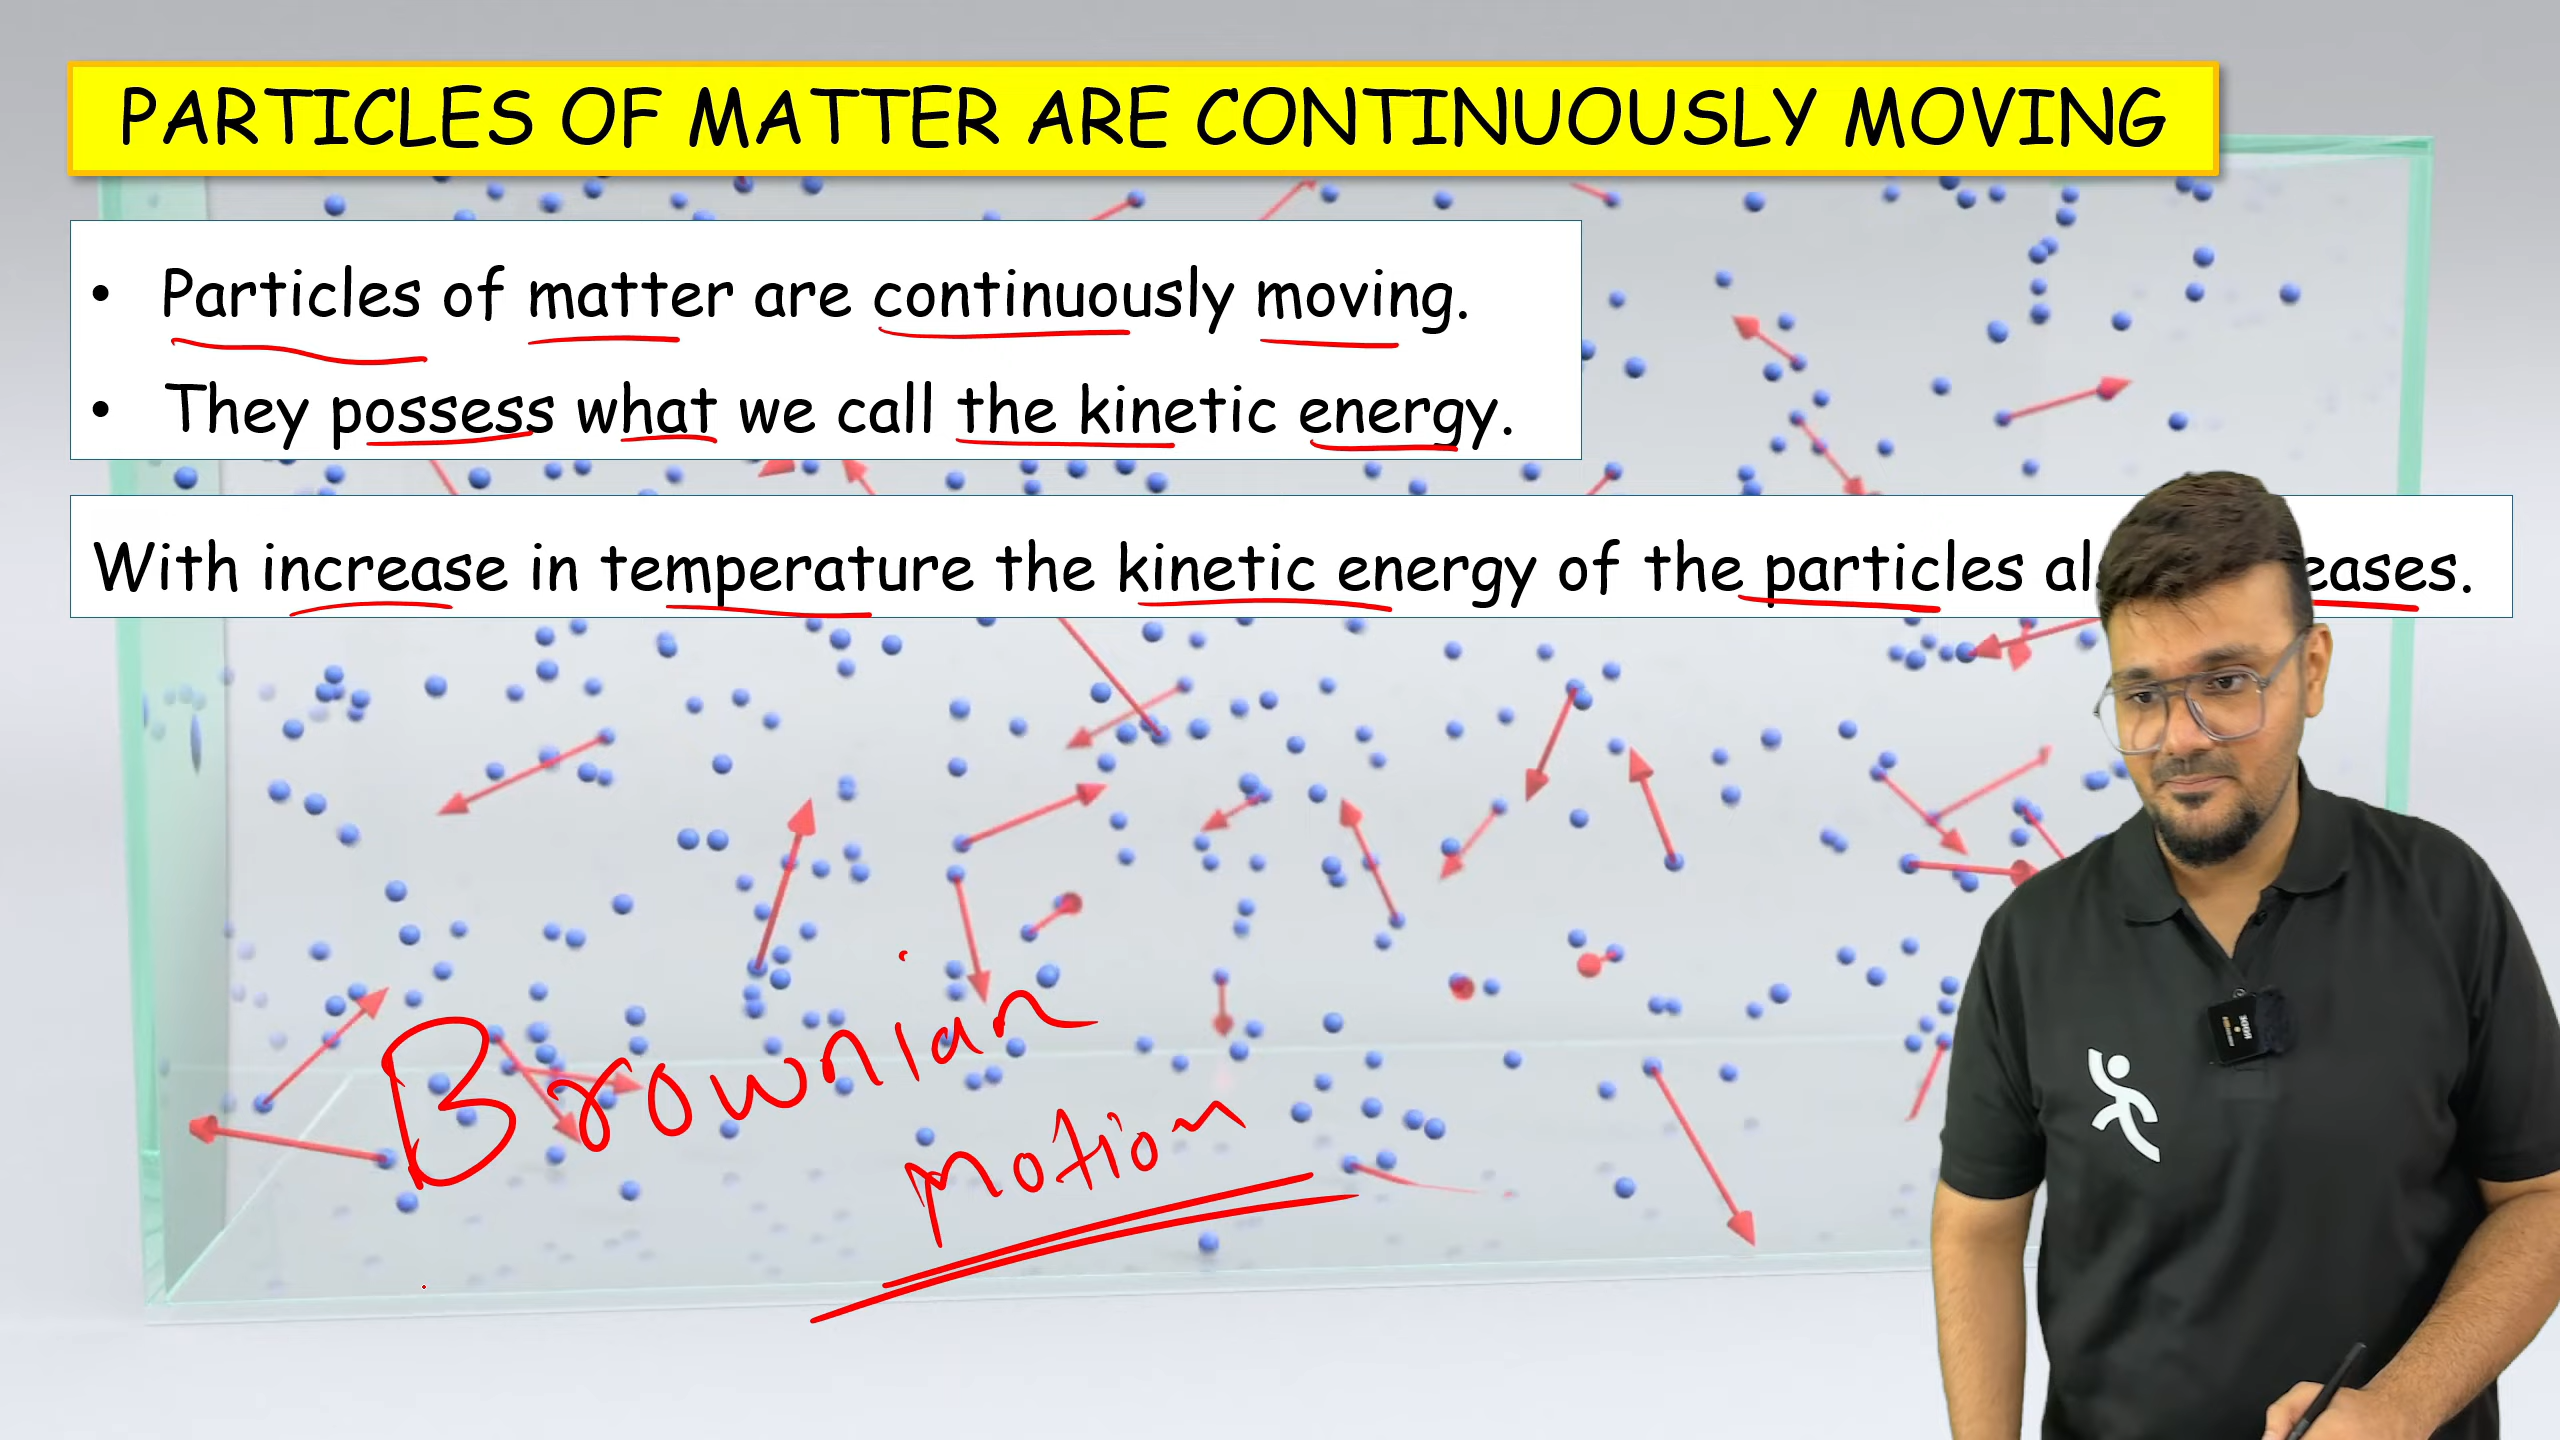 PARTICLES OF MATTER ARE CONTINUOUSLY MOVING
• Particles of matter are continuously moving.
• They possess what we call the kinetic energy.
With increase in temperature the kinetic energy of the particles al eases.
Brownian
motion